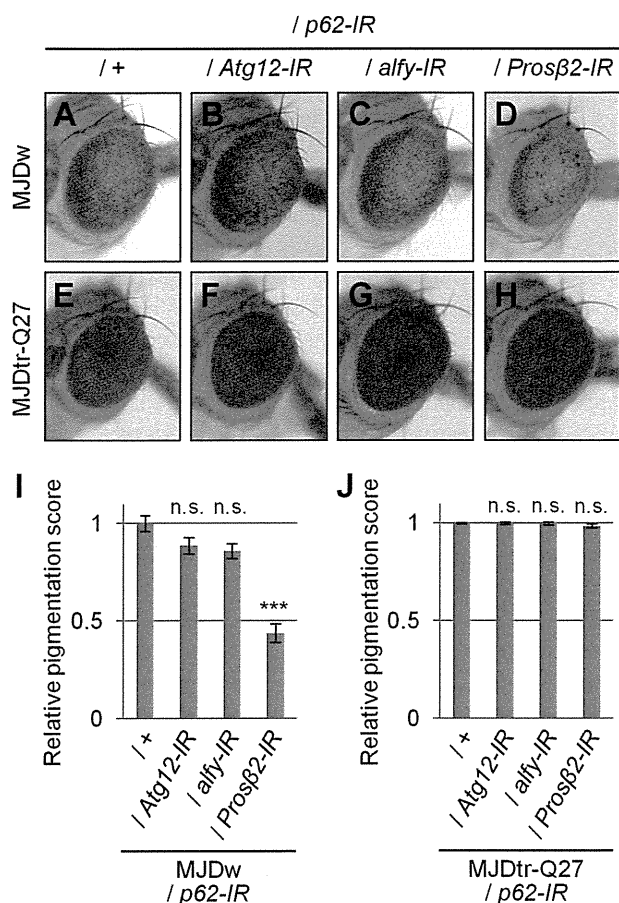 / p62-IR
/ + / Atg12-IR / alfy-IR / Prosβ2-IR
MJDw
A B C D
MJDtr-Q27
E F G H
I
Relative pigmentation score
n.s. n.s.
***
1
0.5
0
/ +
/ Atg12-IR
/ alfy-IR
/ Prosβ2-IR
MJDw
/ p62-IR
J
Relative pigmentation score
n.s. n.s. n.s.
1
0.5
0
/ +
/ Atg12-IR
/ alfy-IR
/ Prosβ2-IR
MJDtr-Q27
/ p62-IR